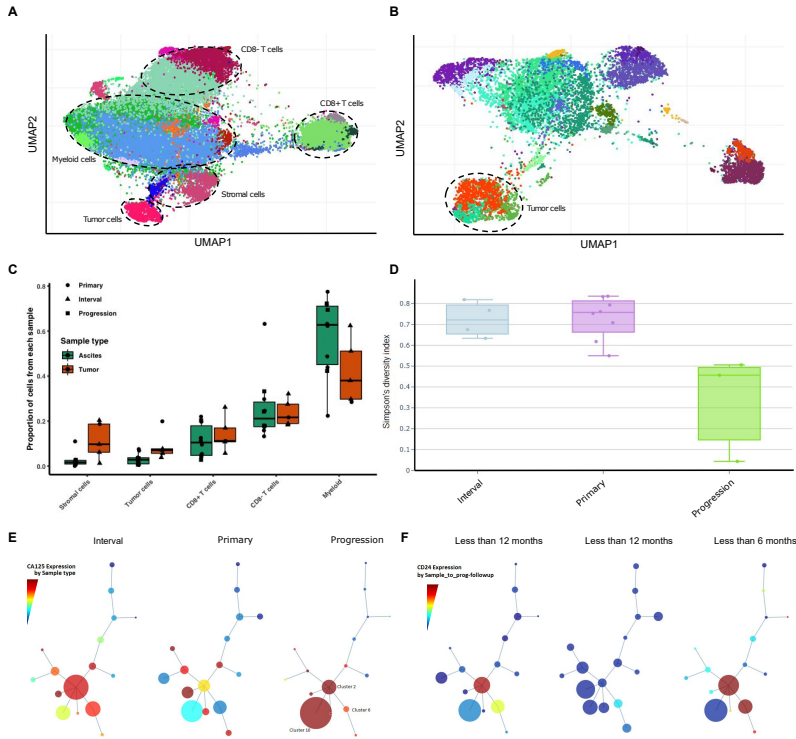 A
CD8- T cells
CD8+T cells
Myeloid cells
Stromal cells
Tumor cells
UMAP2
UMAP1
B
Tumor cells
UMAP2
UMAP1
C
Primary
Interval
Progression
Sample type
Ascites
Tumor
Proportion of cells from each sample
0.8
0.6
0.4
0.2
0.0
Stromal cells
Tumor cells
CD8+ T cells
CD8- T cells
Myeloid
D
Simpson's diversity index
0.8
0.7
0.6
0.5
0.4
0.3
0.2
0.1
0
Interval
Primary
Progression
E
Interval
Primary
Progression
CA125 Expression
by Sample type
Cluster 2
Cluster 6
Cluster 10
F
Less than 12 months
Less than 12 months
Less than 6 months
CD24 Expression
by Sample_to_prog-followup